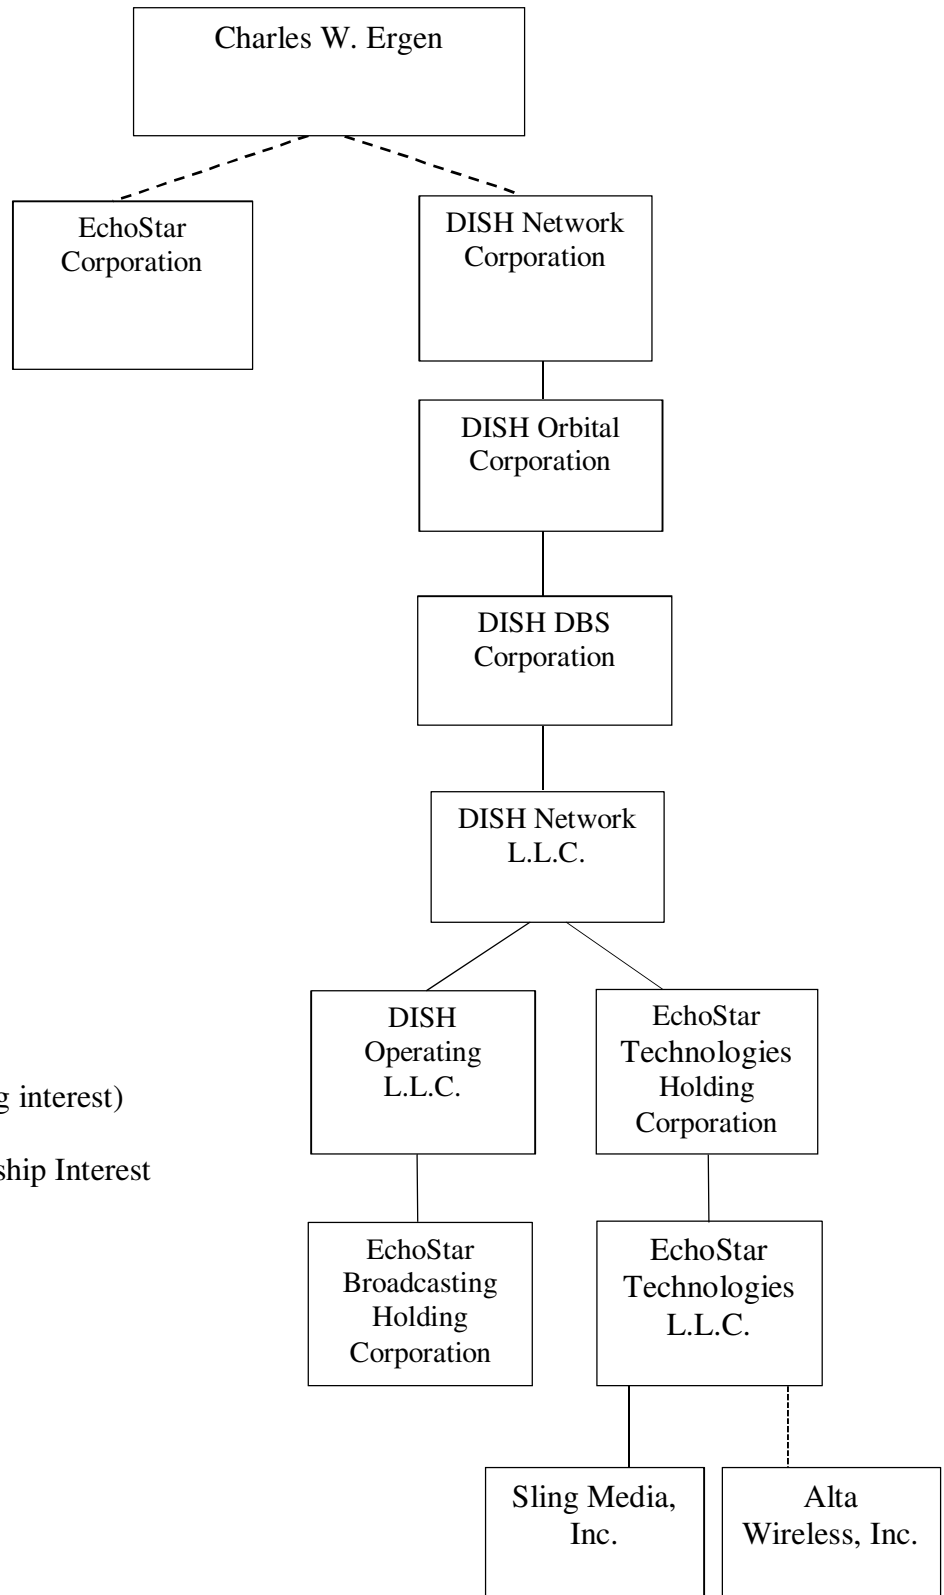 Charles W. Ergen
EchoStar
Corporation
DISH Network
Corporation
DISH Orbital
Corporation
DISH DBS
Corporation
DISH Network
L.L.C.
DISH
Operating
L.L.C.
EchoStar
Technologies
Holding
Corporation
g interest)
ship Interest
EchoStar
Broadcasting
Holding
Corporation
EchoStar
Technologies
L.L.C.
Sling Media,
Inc.
Alta
Wireless, Inc.